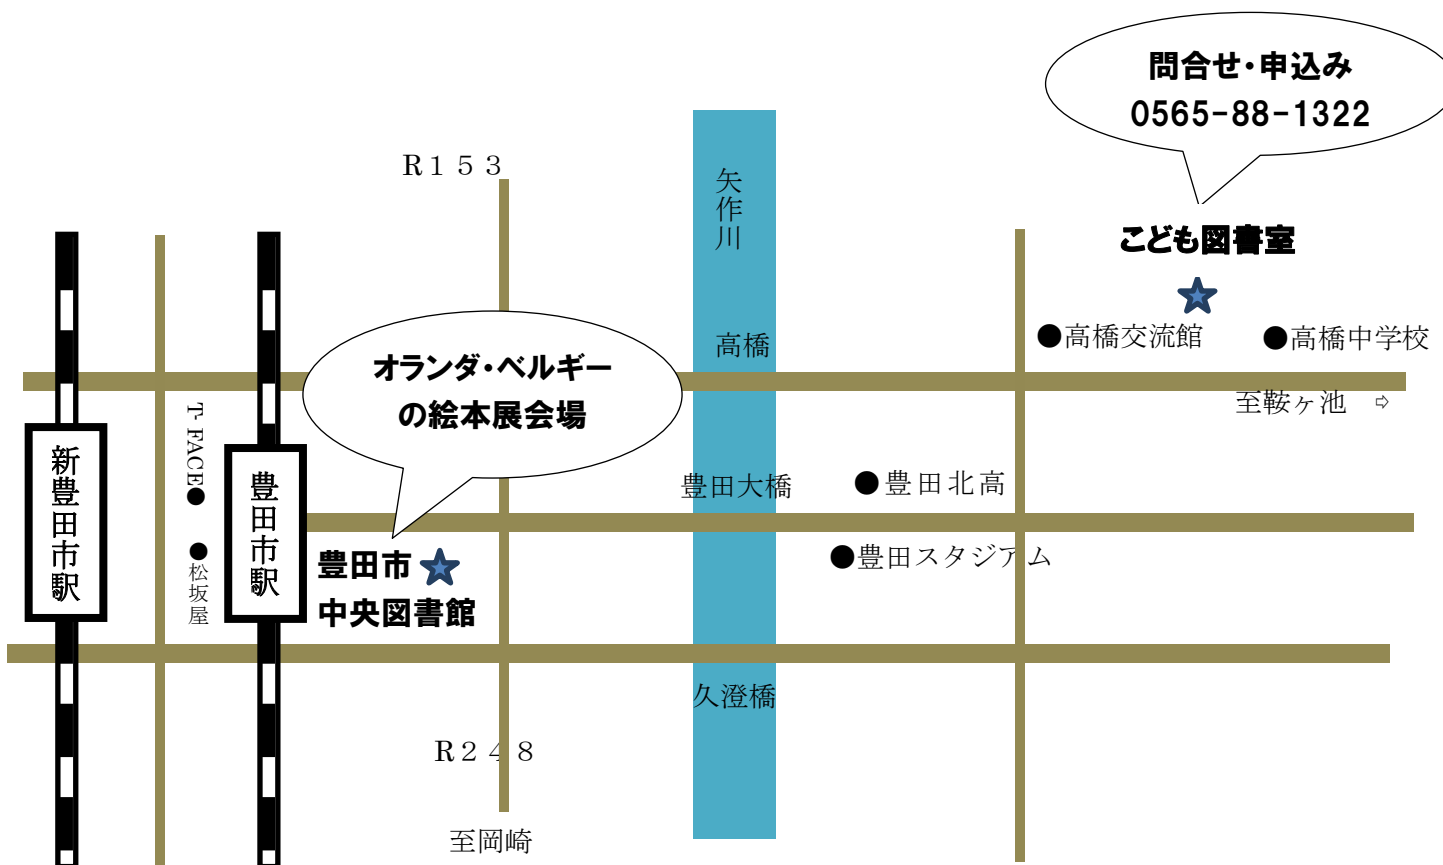 問合せ・申込み
0565-88-1322
R１５３
矢作川
こども図書室
高橋
●高橋交流館
●高橋中学校
オランダ・ベルギー
の絵本展会場
至鞍ヶ池 ⇨
T-FACE●
新豊田市駅
豊田市駅
豊田大橋
●豊田北高
●松坂屋
豊田市
中央図書館
●豊田スタジアム
久澄橋
R２４８
至岡崎